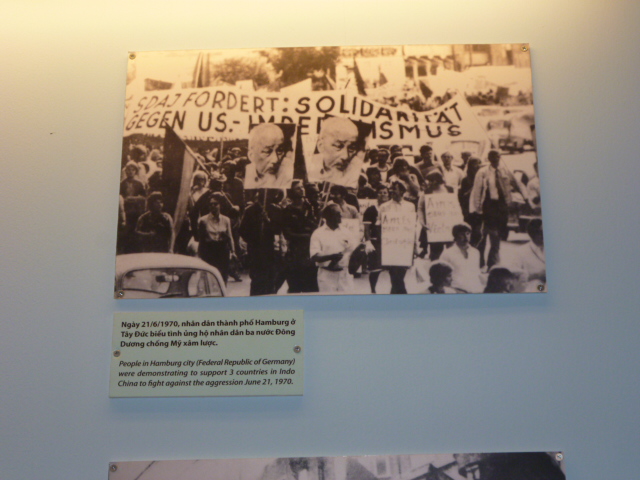 SDAJ FORDERT: SOLIDARITÄT
GEGEN US.-IMPERIALISMUS
AMIS
AMIS
Ngày 21/6/1970, nhân dân thành phố Hamburg ở
Tây Đức biểu tình ủng hộ nhân dân ba nước Đông
Dương chống Mỹ xâm lược.
People in Hamburg city (Federal Republic of Germany)
were demonstrating to support 3 countries in Indo
China to fight against the aggression June 21, 1970.